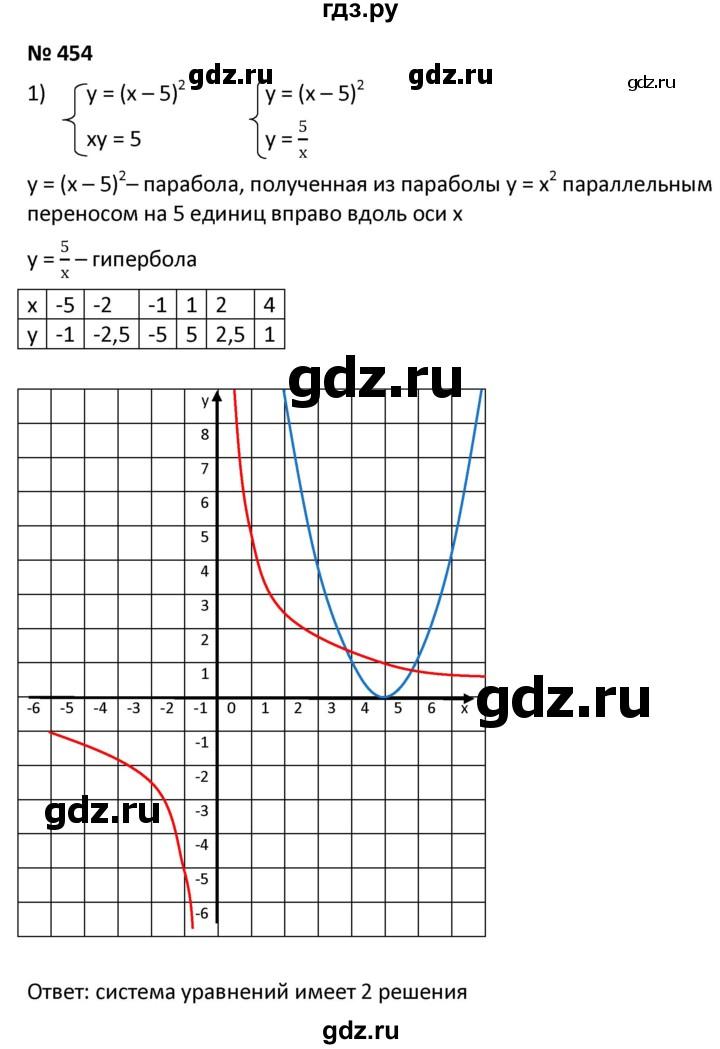 гдз.ру
№ 454
gdz.ru gdz.ru gdz.ru
1) y = (x – 5)² y = (x – 5)²
xy = 5 y = 5/x
y = (x – 5)²– парабола, полученная из параболы y = x² параллельным
переносом на 5 единиц вправо вдоль оси x
y = 5/x – гипербола
x -5 -2 -1 1 2 4
y -1 -2,5 -5 5 2,5 1
gdz.ru
y
8
7
6
5
4
3
2
1
gdz.ru
-6 -5 -4 -3 -2 -1 0 1 2 3 4 5 6 x
-1
-2
gdz.ru
-3
-4
-5
-6
Ответ: система уравнений имеет 2 решения
gdz.ru